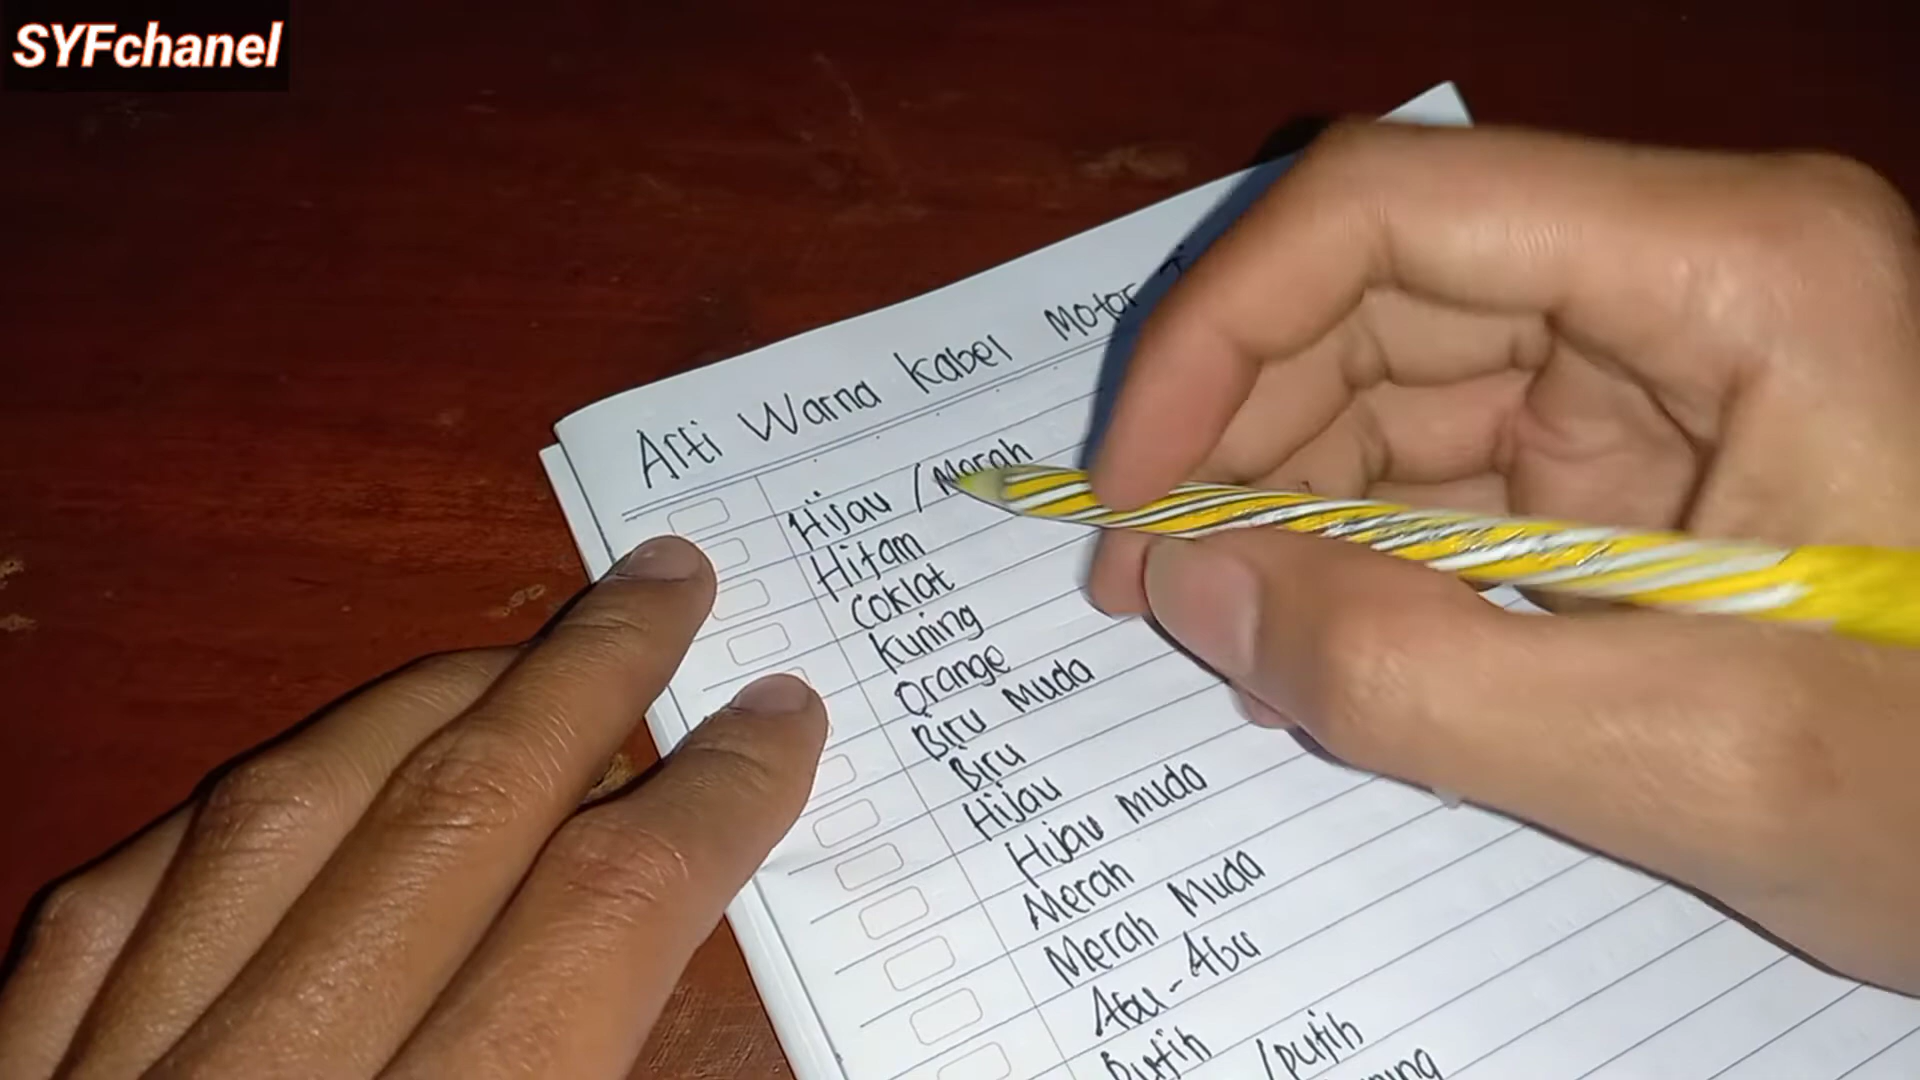 SYFchanel
Arti Warna Kabel Motor
Hijau / Merah
Hitam
Coklat
Kuning
Orange
Biru Muda
Biru
Hijau
Hijau muda
Merah
Merah Muda
Abu-Abu
Putih
/putih